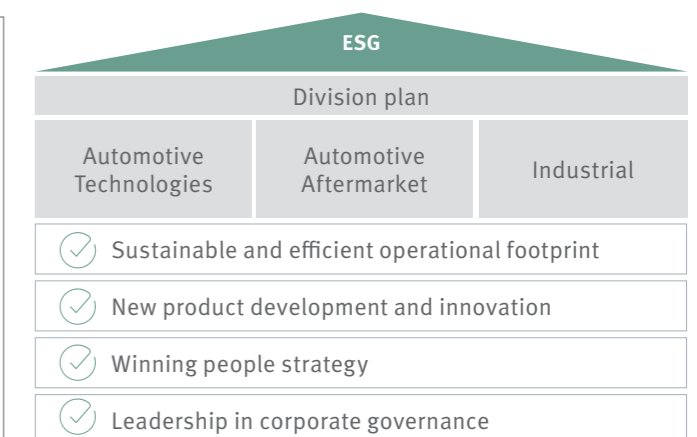 ESG
Division plan
Automotive
Technologies
Automotive
Aftermarket
Industrial
Sustainable and efficient operational footprint
New product development and innovation
Winning people strategy
Leadership in corporate governance